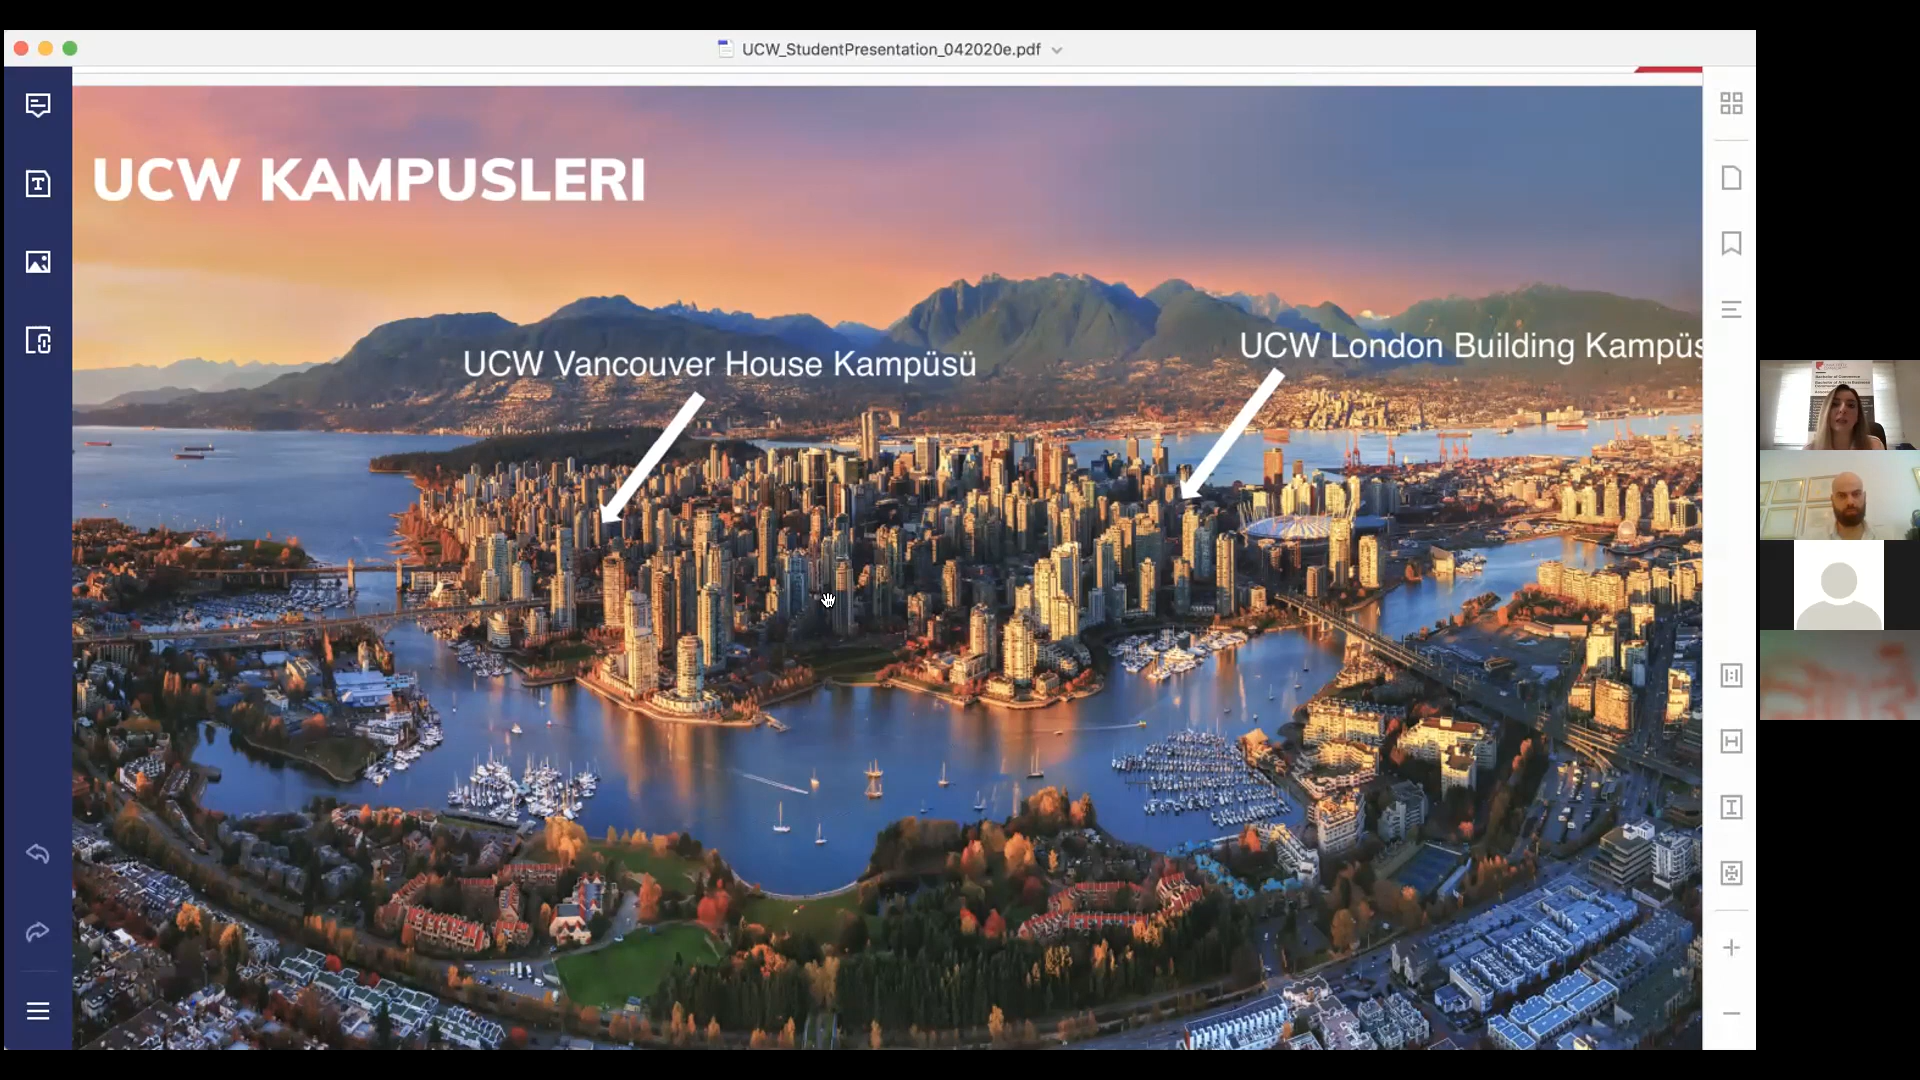 UCW_StudentPresentation_042020e.pdf
UCW KAMPUSLERI
UCW Vancouver House Kampüsü
UCW London Building Kampüs